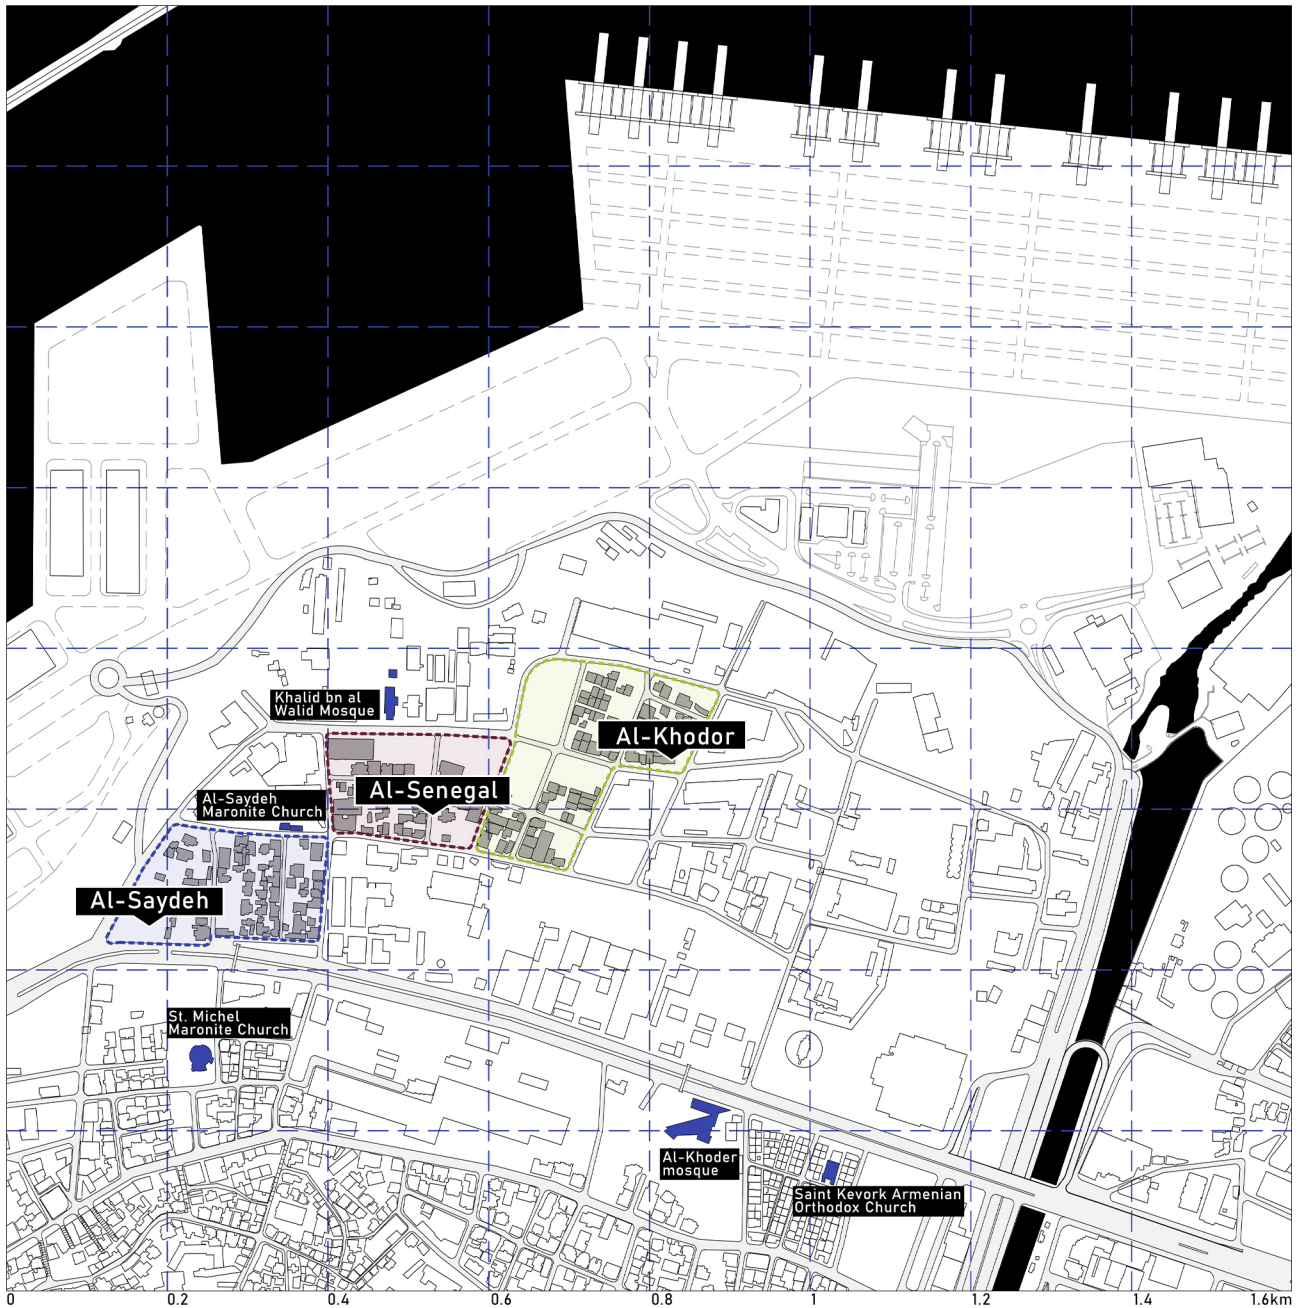 Khalid bn al
Walid Mosque
Al-Khodor
Al-Senegal
Al-Saydeh
Maronite Church
Al-Saydeh
St. Michel
Maronite Church
Al-Khoder
mosque
Saint Kevork Armenian
Orthodox Church
0 0.2 0.4 0.6 0.8 1 1.2 1.4 1.6km